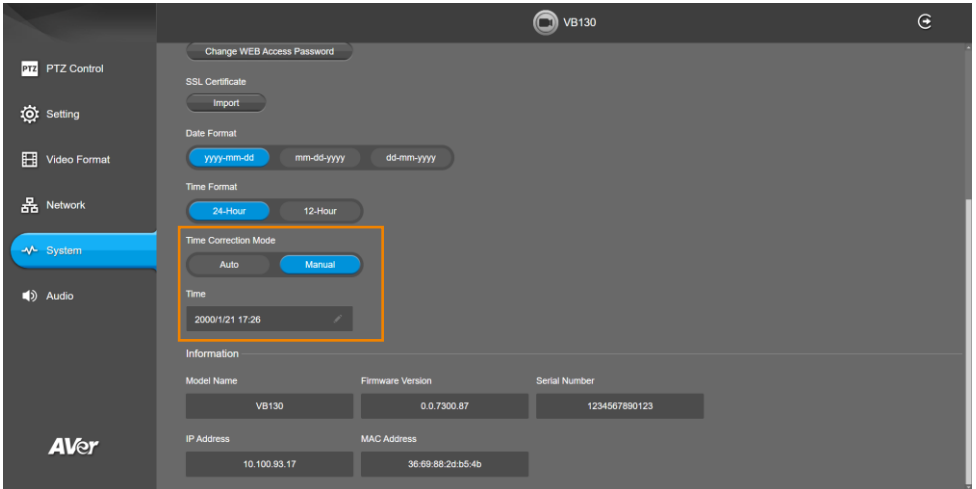 VB130
PTZ PTZ Control
Setting
Video Format
Network
System
Audio
AVer
Change WEB Access Password
SSL Certificate
Import
Date Format
yyyy-mm-dd mm-dd-yyyy dd-mm-yyyy
Time Format
24-Hour 12-Hour
Time Correction Mode
Auto Manual
Time
2000/1/21 17:26
Information
Model Name Firmware Version Serial Number
VB130 0.0.7300.87 1234567890123
IP Address MAC Address
10.100.93.17 36:69:88:2d:b5:4b